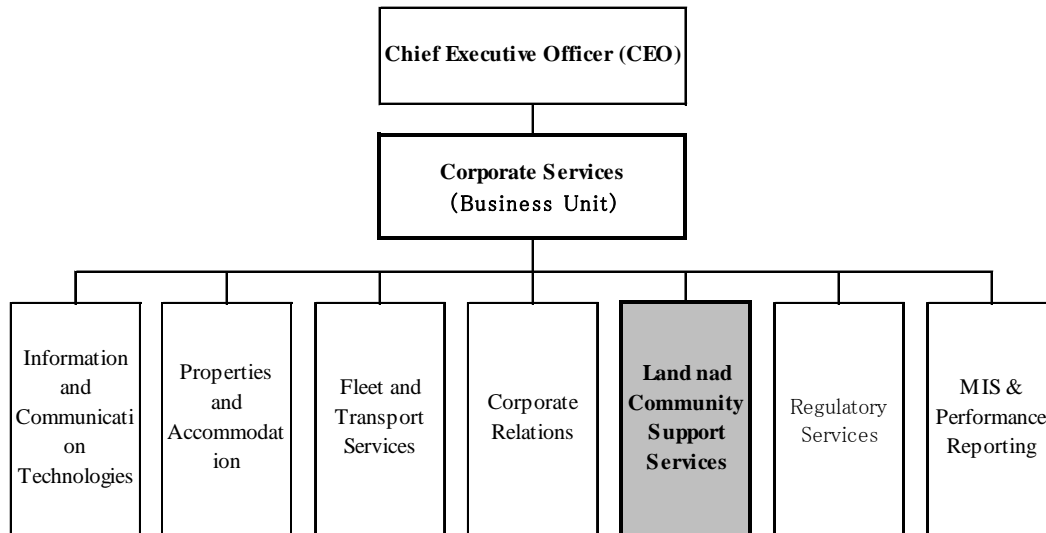 Chief Executive Officer (CEO)
Corporate Services
(Business Unit)
Information
and
Communicati
on
Technologies
Properties
and
Accommodat
ion
Fleet and
Transport
Services
Corporate
Relations
Land nad
Community
Support
Services
Regulatory
Services
MIS &
Performance
Reporting